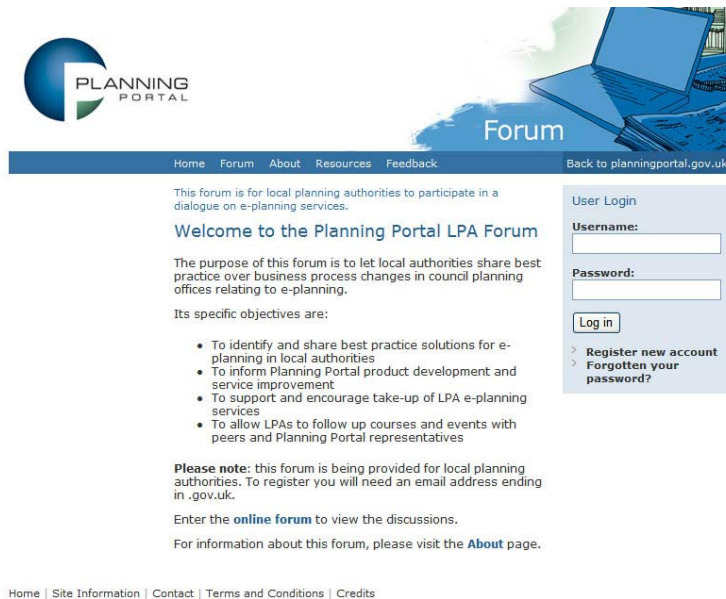 PLANNING
PORTAL
Forum
Home Forum About Resources Feedback Back to planningportal.gov.uk
This forum is for local planning authorities to participate in a
dialogue on e-planning services.
Welcome to the Planning Portal LPA Forum
The purpose of this forum is to let local authorities share best
practice over business process changes in council planning
offices relating to e-planning.
Its specific objectives are:
• To identify and share best practice solutions for e-
planning in local authorities
• To inform Planning Portal product development and
service improvement
• To support and encourage take-up of LPA e-planning
services
• To allow LPAs to follow up courses and events with
peers and Planning Portal representatives
Please note: this forum is being provided for local planning
authorities. To register you will need an email address ending
in .gov.uk.
Enter the online forum to view the discussions.
For information about this forum, please visit the About page.
User Login
Username:
Password:
Log in
> Register new account
> Forgotten your
password?
Home | Site Information | Contact | Terms and Conditions | Credits